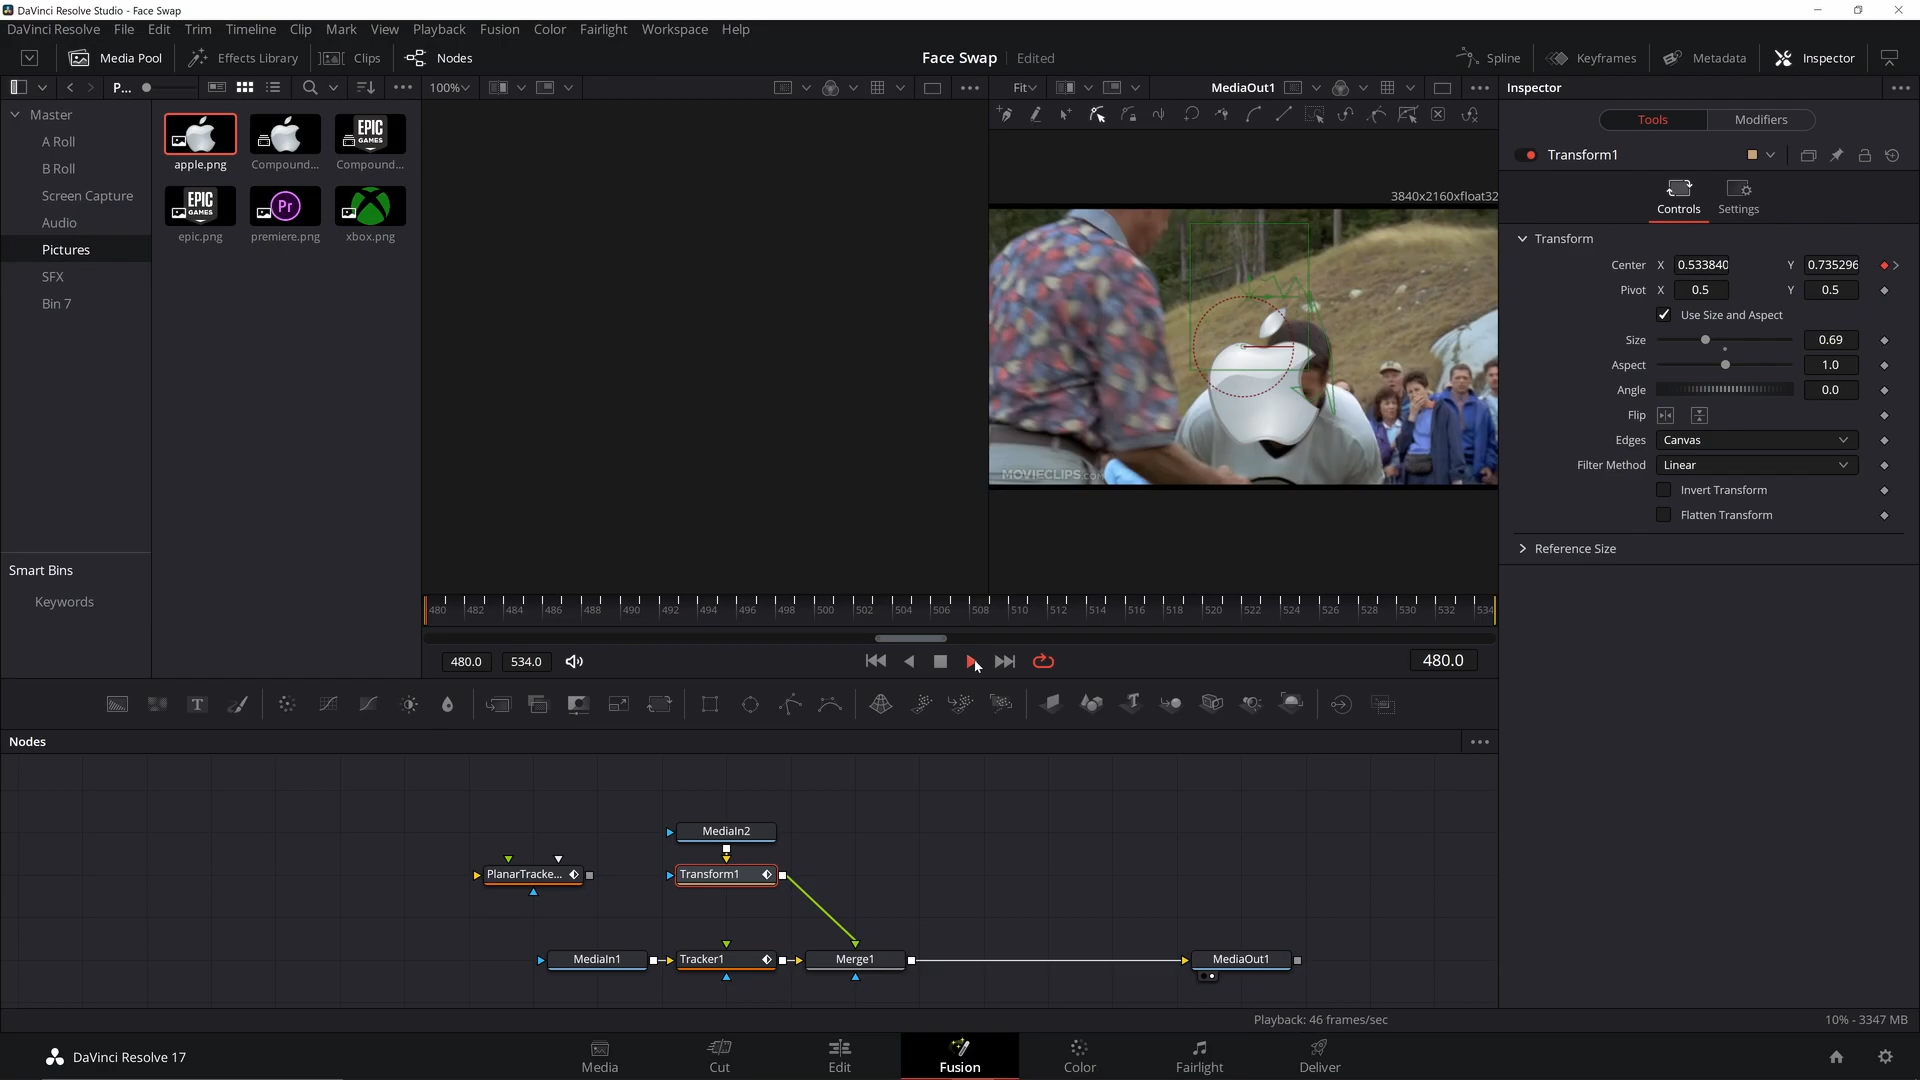 DaVinci Resolve Studio - Face Swap
DaVinci Resolve File Edit Trim Timeline Clip Mark View Playback Fusion Color Fairlight Workspace Help
Media Pool Effects Library Clips Nodes Face Swap Edited Spline Keyframes Metadata Inspector
P... 100% Fit MediaOut1 Inspector
Master
A Roll
B Roll
Screen Capture
Audio
Pictures
SFX
Bin 7
apple.png Compound... Compound...
EPIC GAMES
EPIC GAMES
Pr
epic.png premiere.png xbox.png
Smart Bins
Keywords
3840x2160xfloat32
MOVIECLIPS.COM
Tools Modifiers
Transform1
Controls Settings
Transform
Center X 0.533840 Y 0.735296
Pivot X 0.5 Y 0.5
Use Size and Aspect
Size 0.69
Aspect 1.0
Angle 0.0
Flip
Edges Canvas
Filter Method Linear
Invert Transform
Flatten Transform
Reference Size
480 482 484 486 488 490 492 494 496 498 500 502 504 506 508 510 512 514 516 518 520 522 524 526 528 530 532 534
480.0 534.0 480.0
T
T
Nodes
MediaIn2
PlanarTracke... Transform1
MediaIn1 Tracker1 Merge1 MediaOut1
Playback: 46 frames/sec 10% - 3347 MB
DaVinci Resolve 17
Media Cut Edit Fusion Color Fairlight Deliver